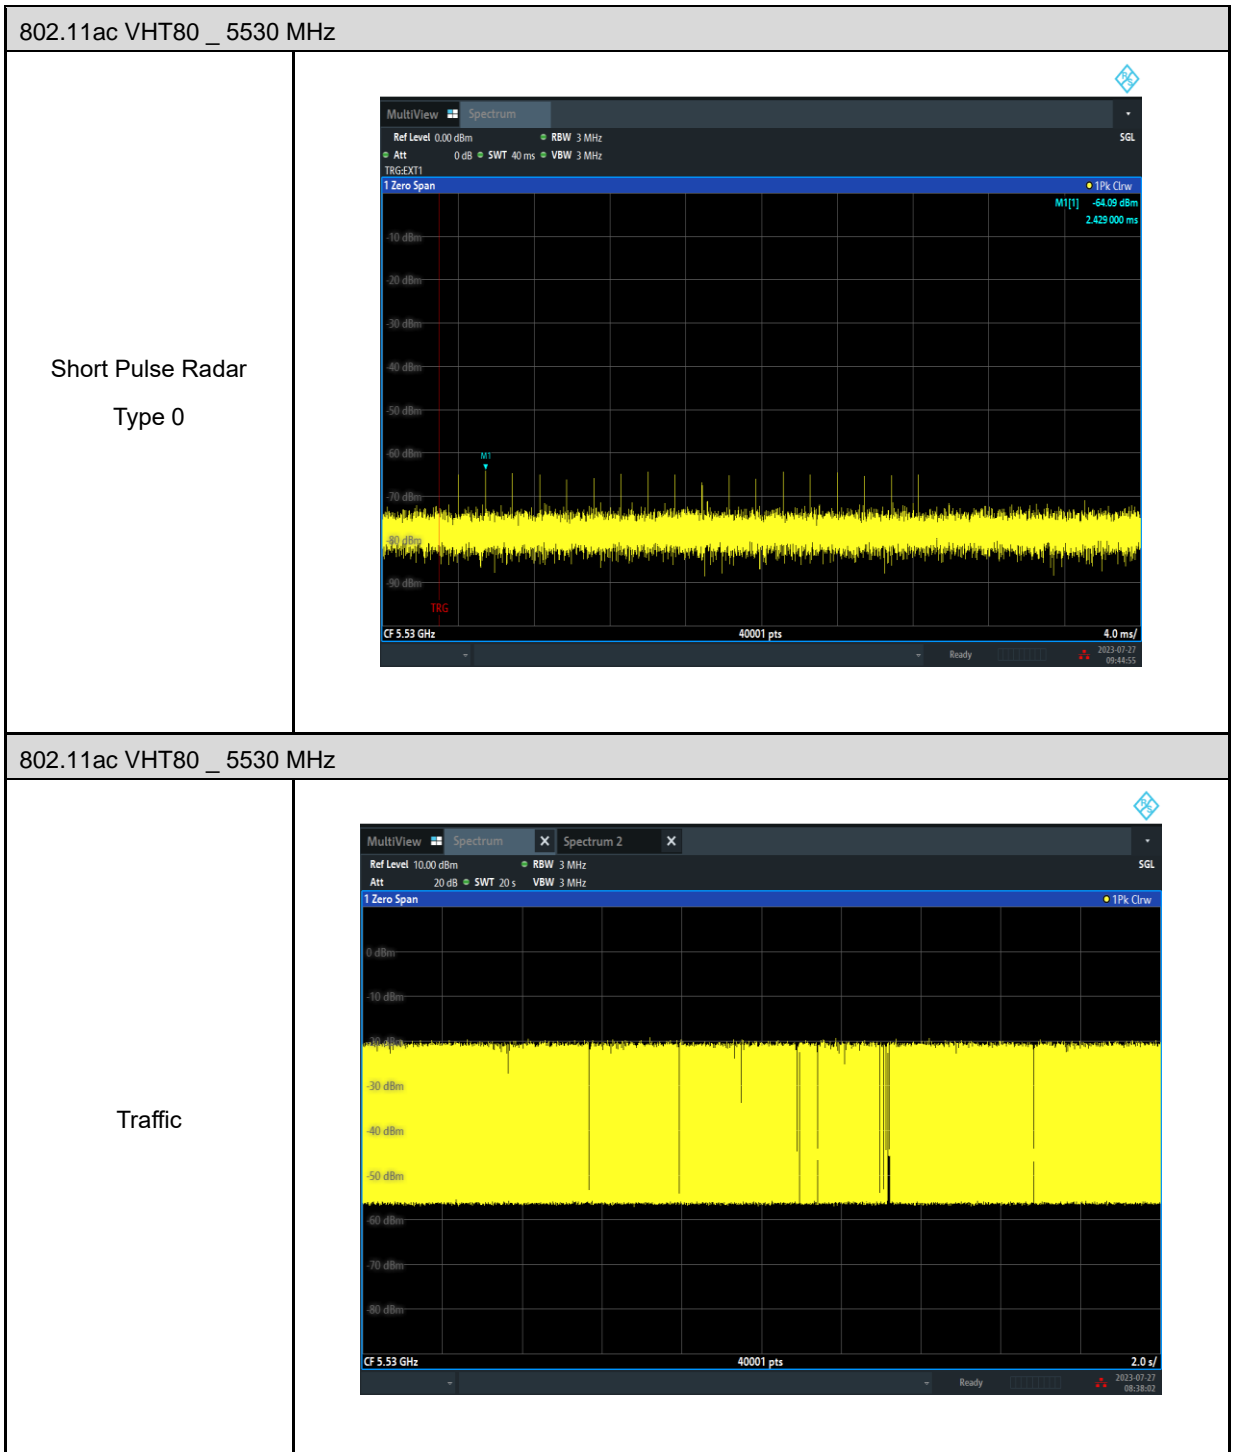 802.11ac VHT80 _ 5530 MHz
Short Pulse Radar
Type 0
R&S
MultiView Spectrum
Ref Level 0.00 dBm RBW 3 MHz SGL
Att 0 dB SWT 40 ms VBW 3 MHz
TRG:EXT1
1 Zero Span 1Pk Clrw
M1[1] -64.09 dBm
2.429 000 ms
-10 dBm
-20 dBm
-30 dBm
-40 dBm
-50 dBm
-60 dBm
M1
-70 dBm
-80 dBm
-90 dBm
TRG
CF 5.53 GHz 40001 pts 4.0 ms/
Ready 2023-07-27
09:44:55
802.11ac VHT80 _ 5530 MHz
Traffic
R&S
MultiView Spectrum X Spectrum 2 X
Ref Level 10.00 dBm RBW 3 MHz SGL
Att 20 dB SWT 20 s VBW 3 MHz
1 Zero Span 1Pk Clrw
0 dBm
-10 dBm
-20 dBm
-30 dBm
-40 dBm
-50 dBm
-60 dBm
-70 dBm
-80 dBm
CF 5.53 GHz 40001 pts 2.0 s/
Ready 2023-07-27
08:38:02